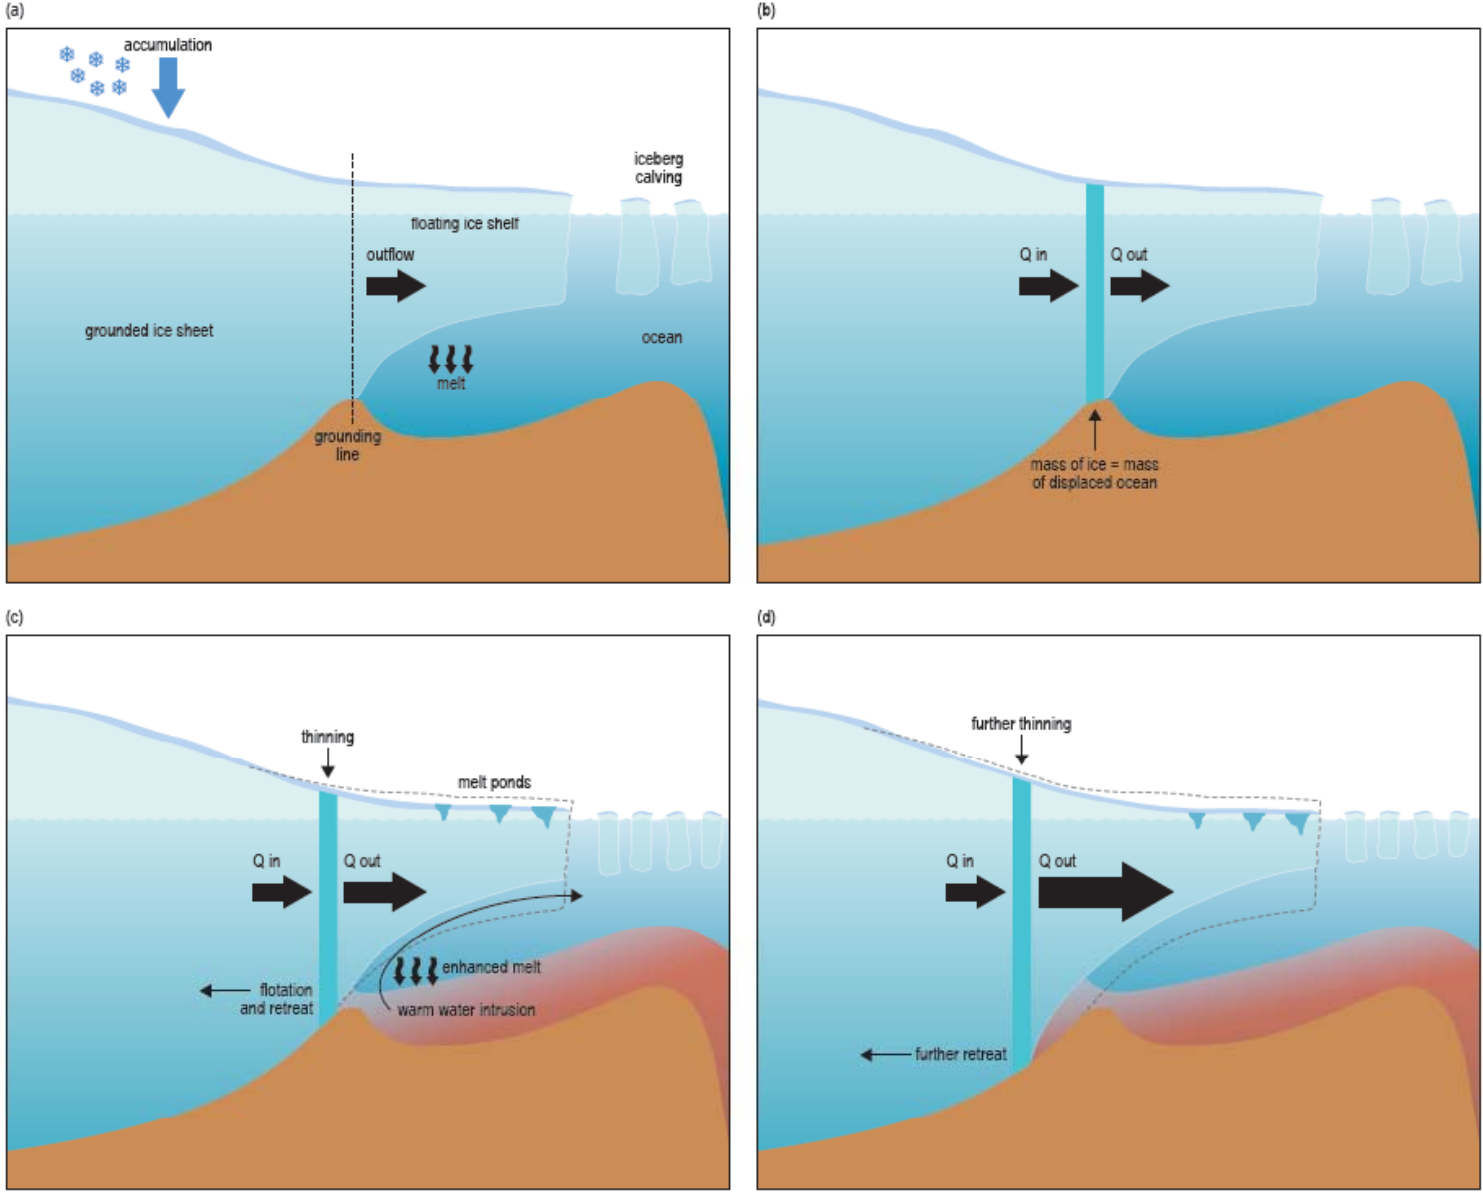 (a)
accumulation
iceberg
calving
floating ice shelf
outflow
grounded ice sheet
ocean
melt
grounding
line
(b)
Q in
Q out
mass of ice = mass
of displaced ocean
(c)
thinning
melt ponds
Q in
Q out
enhanced melt
flotation
and retreat
warm water intrusion
(d)
further thinning
Q in
Q out
further retreat